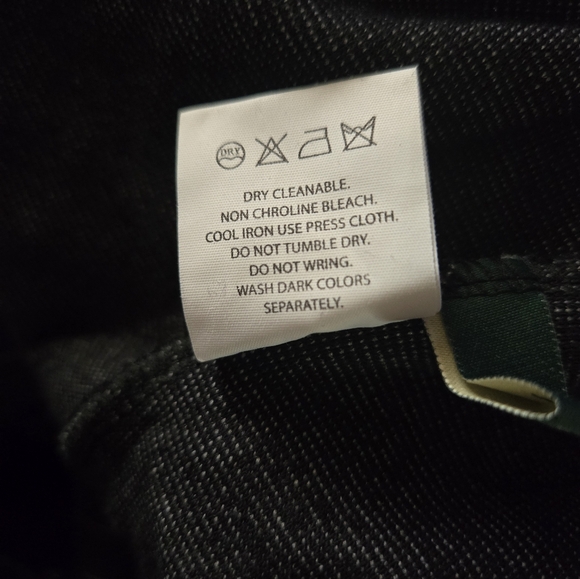 DRY
DRY CLEANABLE.
NON CHROLINE BLEACH.
COOL IRON USE PRESS CLOTH.
DO NOT TUMBLE DRY.
DO NOT WRING.
WASH DARK COLORS
SEPARATELY.